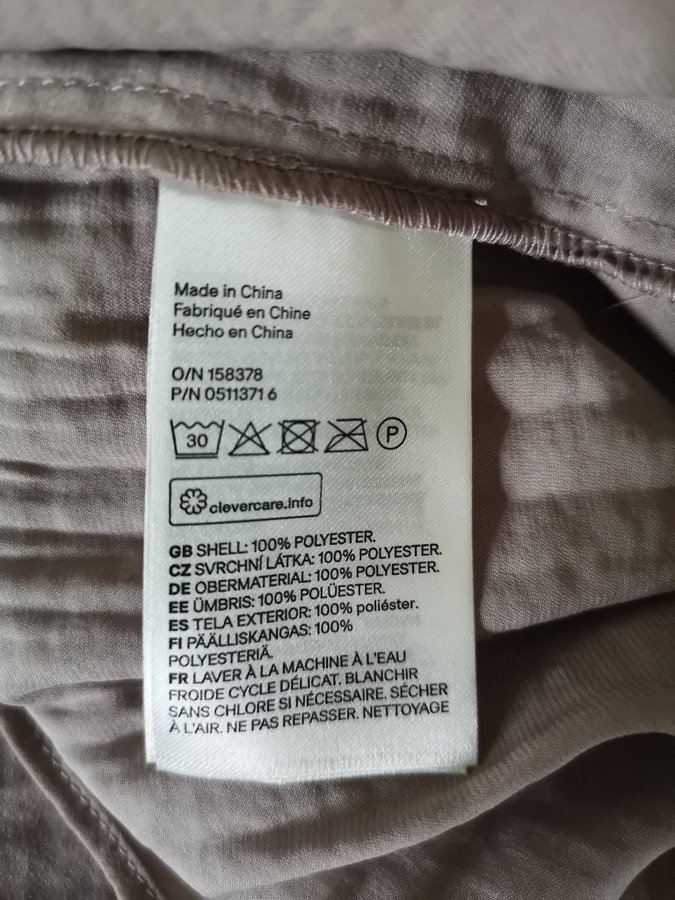 Made in China
Fabriqué en Chine
Hecho en China
O/N 158378
P/N 0511371 6
30 P
clevercare.info
GB SHELL: 100% POLYESTER.
CZ SVRCHNÍ LÁTKA: 100% POLYESTER.
DE OBERMATERIAL: 100% POLYESTER.
EE ÜMBRIS: 100% POLÜESTER.
ES TELA EXTERIOR: 100% poliéster.
FI PÄÄLLISKANGAS: 100%
POLYESTERIÄ.
FR LAVER À LA MACHINE À L'EAU
FROIDE CYCLE DÉLICAT. BLANCHIR
SANS CHLORE SI NÉCESSAIRE. SÉCHER
À L'AIR. NE PAS REPASSER. NETTOYAGE